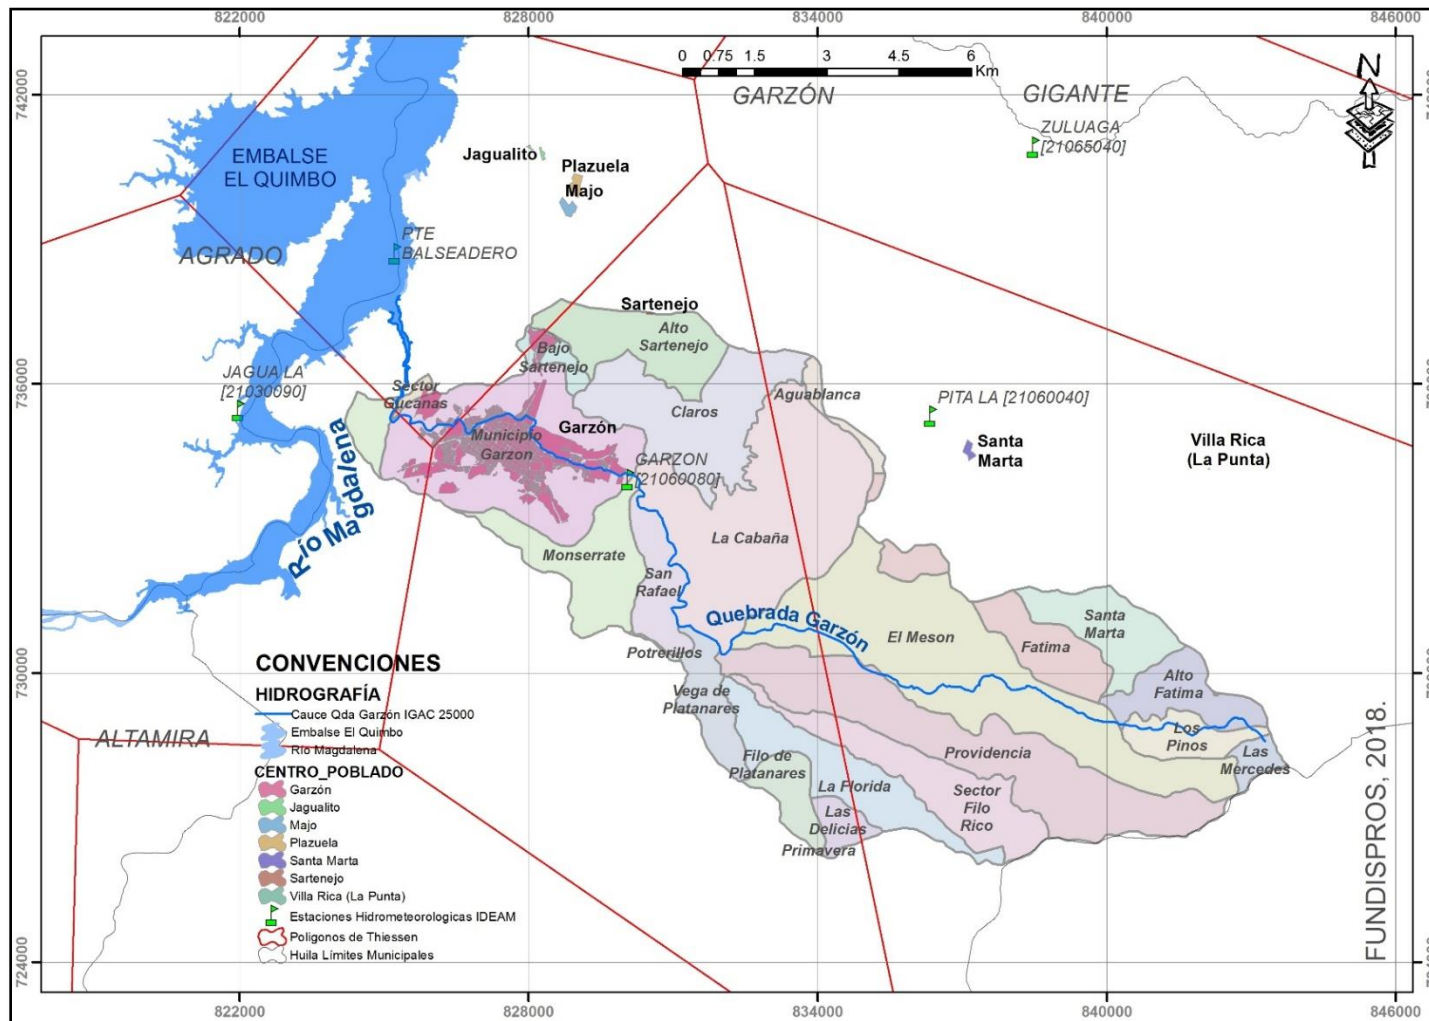 822000
828000
834000
840000
846000
0 0.75 1.5 3 4.5 6
Km
N
742000
GARZÓN
GIGANTE
ZULUAGA
[21065040]
EMBALSE
EL QUIMBO
Jagualito
Plazuela
Majo
PTE
BALSEADERO
AGRADO
Sartenejo
Alto
Sartenejo
Bajo
Sartenejo
736000
JAGUA LA
[21030090]
Sector
Gucanas
Claros
Aguablanca
PITA LA [21060040]
Municipio
Garzon
Garzón
GARZON
[21060080]
Santa
Marta
Villa Rica
(La Punta)
Río Magdalena
Monserrate
La Cabaña
San
Rafael
Quebrada Garzón
El Meson
Fatima
Santa
Marta
Potrerillos
Alto
Fatima
730000
Vega de
Platanares
Los
Pinos
Las
Mercedes
Providencia
Filo de
Platanares
La Florida
Sector
Filo
Rico
Las
Delicias
Primavera
ALTAMIRA
CONVENCIONES
HIDROGRAFÍA
Cauce Qda Garzón IGAC 25000
Embalse El Quimbo
Río Magdalena
CENTRO_POBLADO
Garzón
Jagualito
Majo
Plazuela
Santa Marta
Sartenejo
Villa Rica (La Punta)
Estaciones Hidrometeorologicas IDEAM
Poligonos de Thiessen
Huila Límites Municipales
FUNDISPROS, 2018.
724000
822000
828000
834000
840000
846000